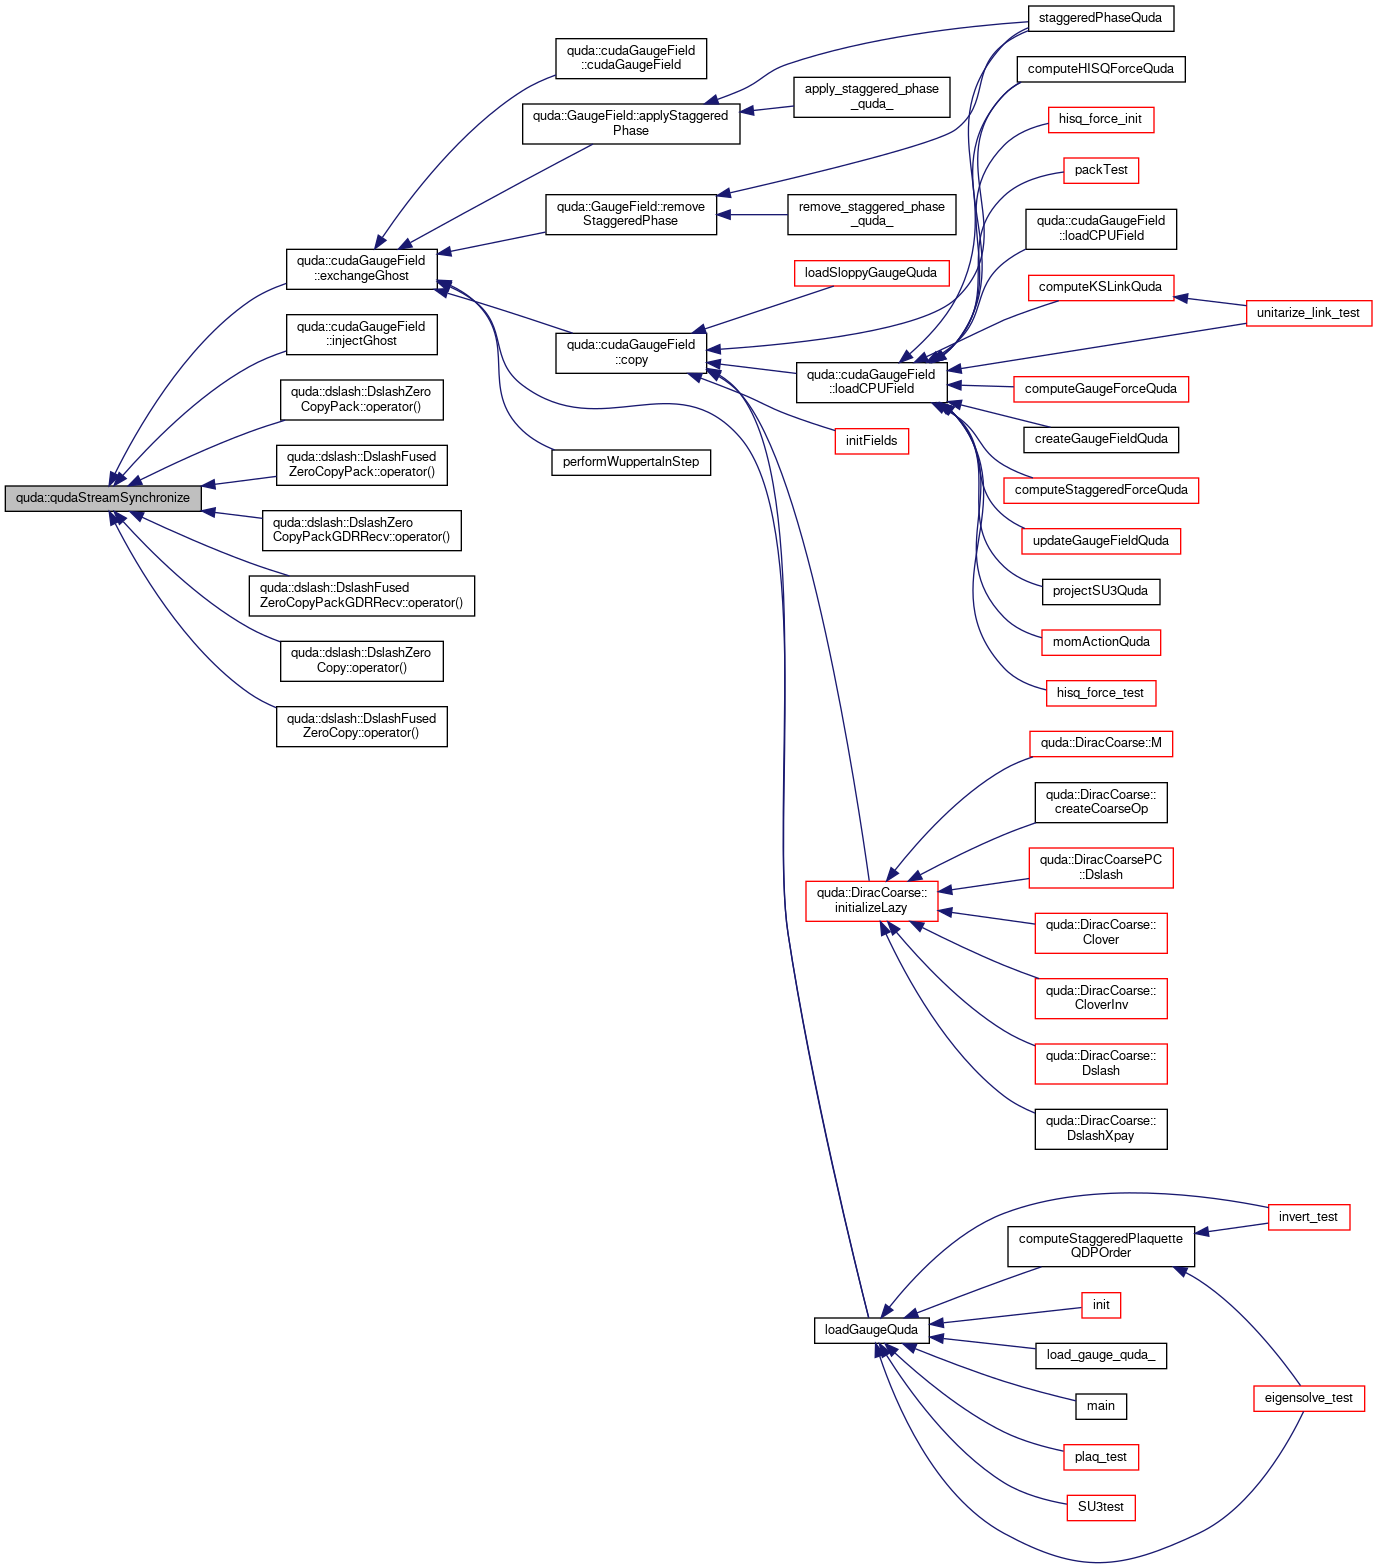 quda::qudaStreamSynchronize
quda::cudaGaugeField
::exchangeGhost
quda::cudaGaugeField
::injectGhost
quda::dslash::DslashZero
CopyPack::operator()
quda::dslash::DslashFused
ZeroCopyPack::operator()
quda::dslash::DslashZero
CopyPackGDRRecv::operator()
quda::dslash::DslashFused
ZeroCopyPackGDRRecv::operator()
quda::dslash::DslashZero
Copy::operator()
quda::dslash::DslashFused
ZeroCopy::operator()
quda::cudaGaugeField
::cudaGaugeField
quda::GaugeField::applyStaggered
Phase
quda::GaugeField::remove
StaggeredPhase
quda::cudaGaugeField
::copy
performWuppertalnStep
apply_staggered_phase
_quda_
remove_staggered_phase
_quda_
loadSloppyGaugeQuda
quda::cudaGaugeField
::loadCPUField
initFields
quda::DiracCoarse::
initializeLazy
loadGaugeQuda
staggeredPhaseQuda
computeHISQForceQuda
hisq_force_init
packTest
quda::cudaGaugeField
::loadCPUField
computeKSLinkQuda
unitarize_link_test
computeGaugeForceQuda
createGaugeFieldQuda
computeStaggeredForceQuda
updateGaugeFieldQuda
projectSU3Quda
momActionQuda
hisq_force_test
quda::DiracCoarse::M
quda::DiracCoarse::
createCoarseOp
quda::DiracCoarsePC
::Dslash
quda::DiracCoarse::
Clover
quda::DiracCoarse::
CloverInv
quda::DiracCoarse::
Dslash
quda::DiracCoarse::
DslashXpay
invert_test
computeStaggeredPlaquette
QDPOrder
init
load_gauge_quda_
main
eigensolve_test
plaq_test
SU3test